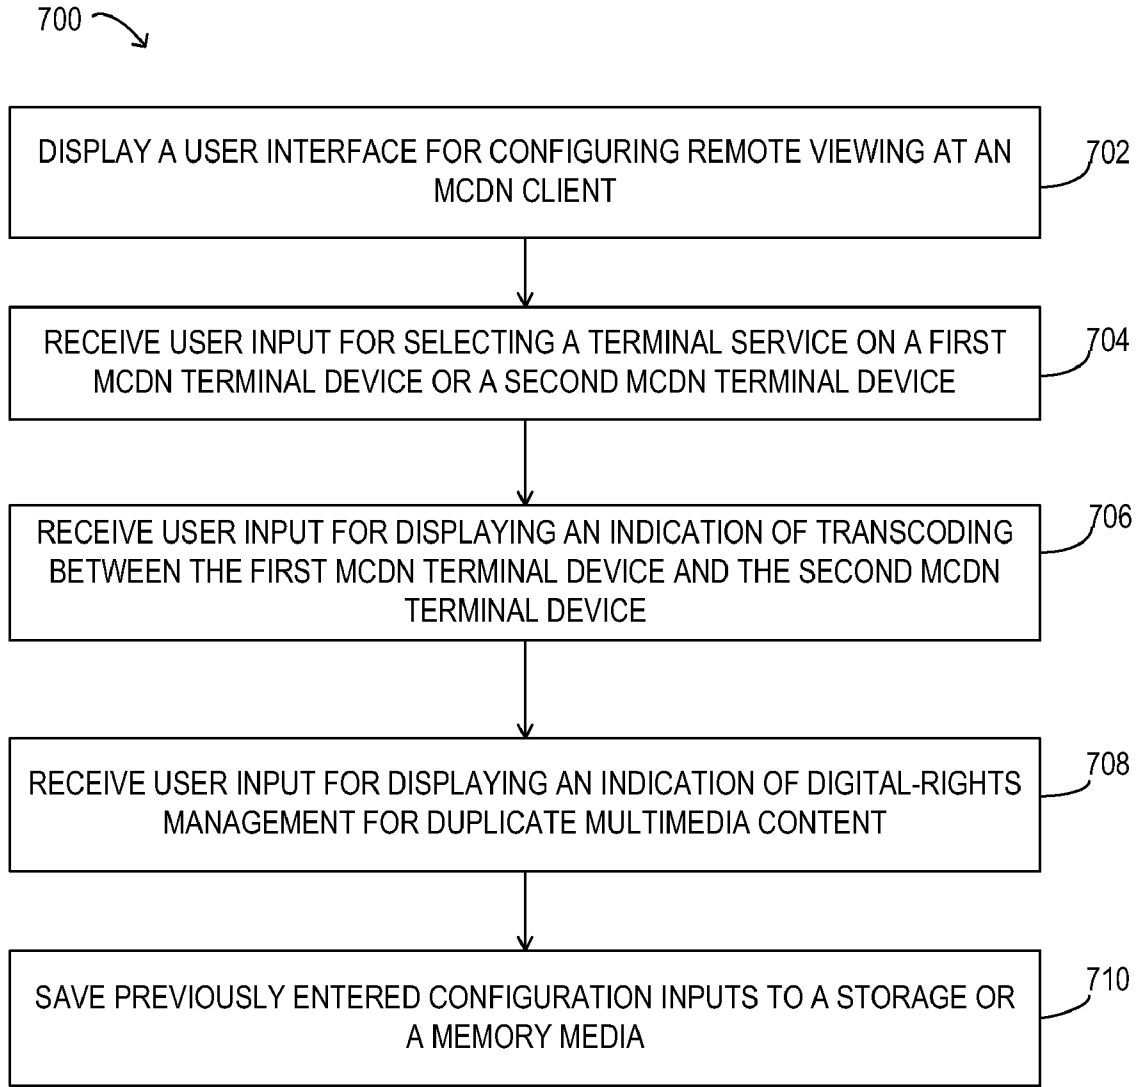 700
DISPLAY A USER INTERFACE FOR CONFIGURING REMOTE VIEWING AT AN
MCDN CLIENT
702
RECEIVE USER INPUT FOR SELECTING A TERMINAL SERVICE ON A FIRST
MCDN TERMINAL DEVICE OR A SECOND MCDN TERMINAL DEVICE
704
RECEIVE USER INPUT FOR DISPLAYING AN INDICATION OF TRANSCODING
BETWEEN THE FIRST MCDN TERMINAL DEVICE AND THE SECOND MCDN
TERMINAL DEVICE
706
RECEIVE USER INPUT FOR DISPLAYING AN INDICATION OF DIGITAL-RIGHTS
MANAGEMENT FOR DUPLICATE MULTIMEDIA CONTENT
708
SAVE PREVIOUSLY ENTERED CONFIGURATION INPUTS TO A STORAGE OR
A MEMORY MEDIA
710